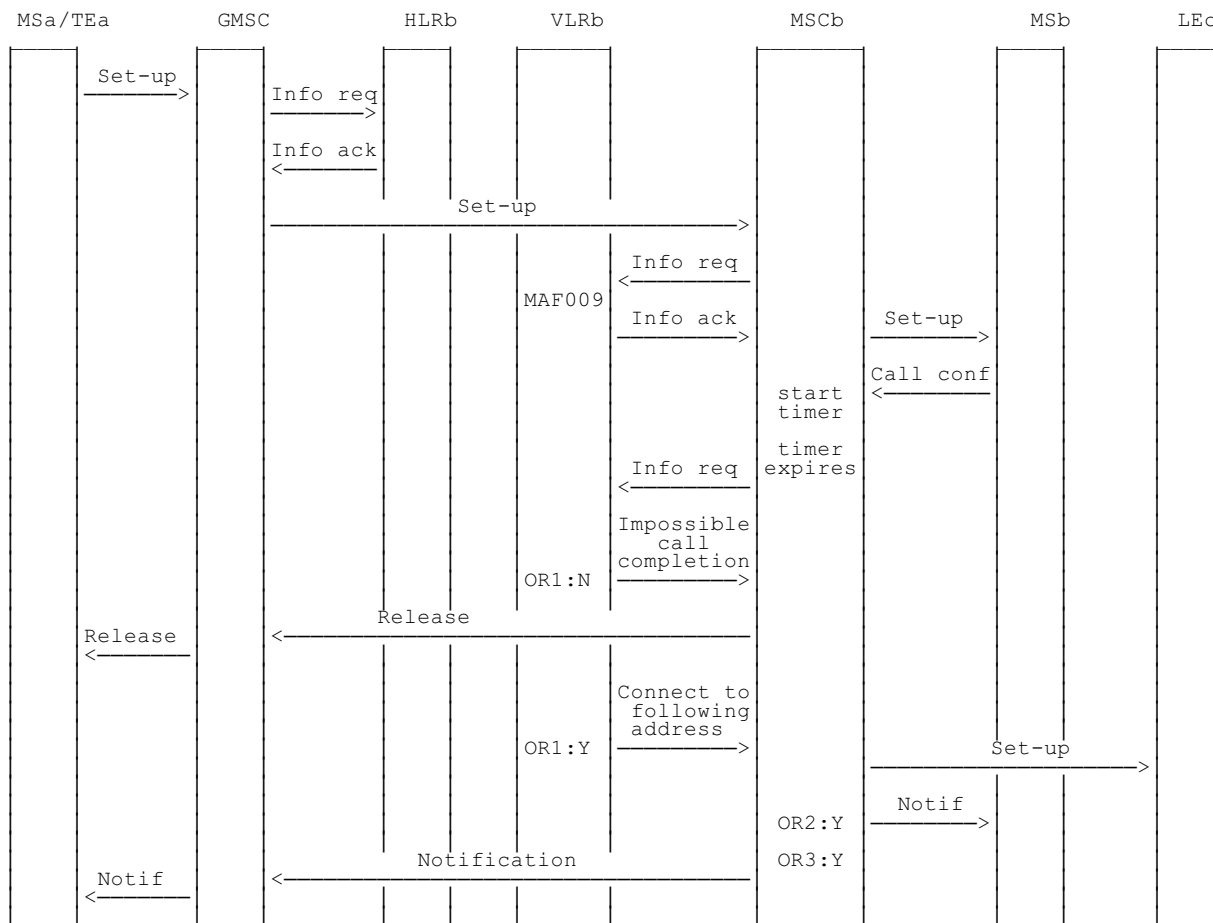 MSa/TEa GMSC HLRb VLRb MSCb MSb LEc
Set-up
Info req
Info ack
Set-up
Info req
MAF009
Info ack Set-up
Call conf
start
timer
timer
Info req expires
Impossible
call
completion
OR1:N
Release
Release
Connect to
following
address
OR1:Y Set-up
Notif
OR2:Y
Notification OR3:Y
Notif